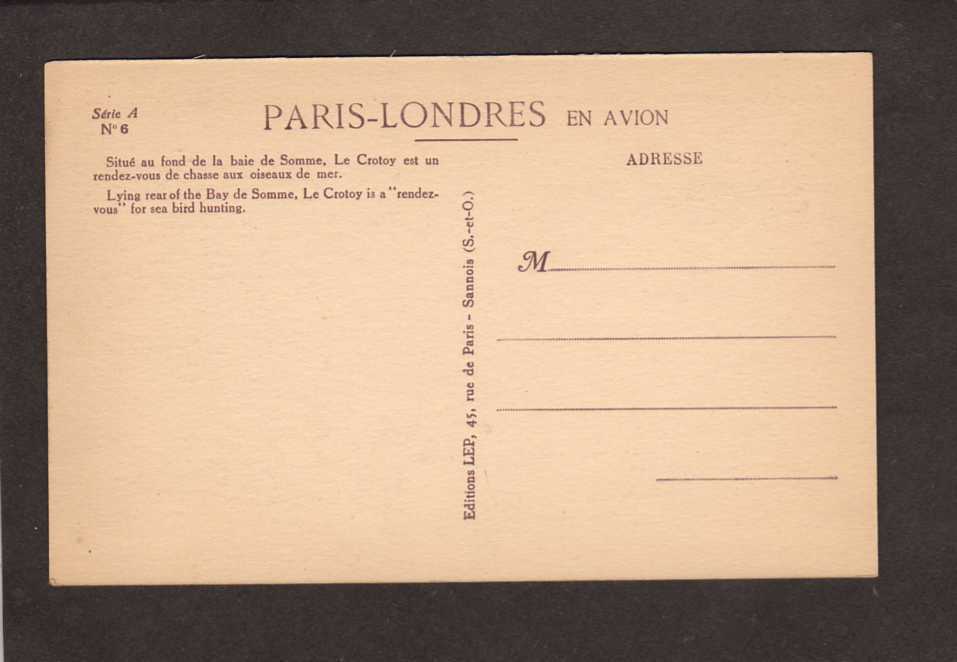 Série A
N° 6
PARIS-LONDRES EN AVION
Situé au fond de la baie de Somme, Le Crotoy est un
rendez-vous de chasse aux oiseaux de mer.
Lying rear of the Bay de Somme, Le Crotoy is a "rendez-
vous" for sea bird hunting.
Editions LEP, 45, rue de Paris - Sannois (S.-et-O.)
ADRESSE
M